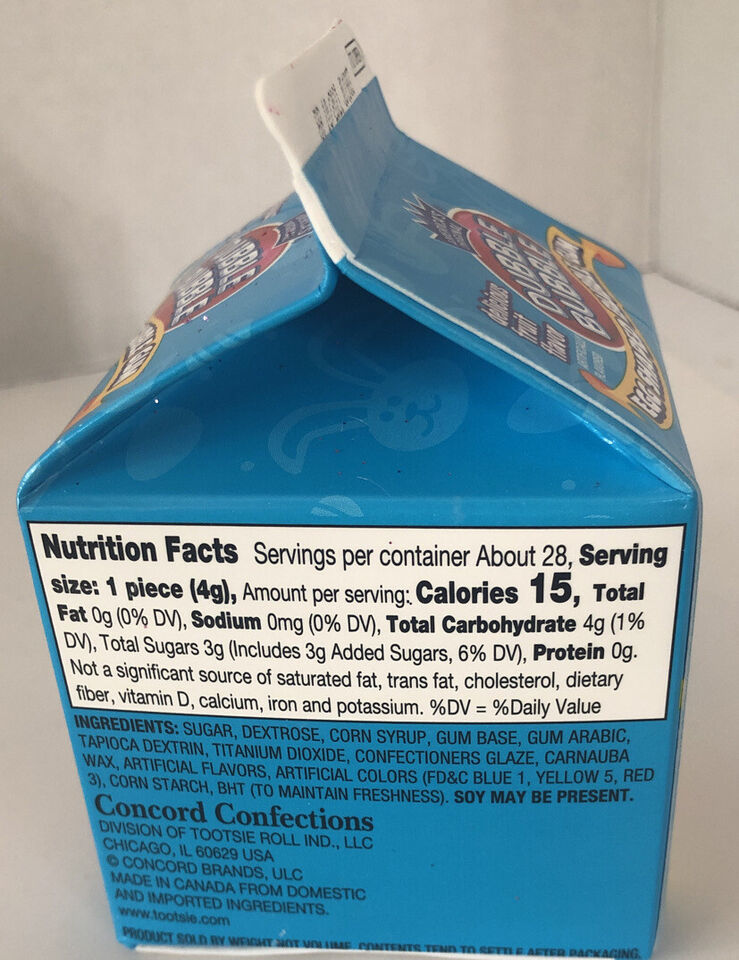 DUBBLE
BUBBLE
delicious
fruit
flavor
ARTIFICIALLY
FLAVORED
Nutrition Facts Servings per container About 28, Serving
size: 1 piece (4g), Amount per serving: Calories 15, Total
Fat 0g (0% DV), Sodium 0mg (0% DV), Total Carbohydrate 4g (1%
DV), Total Sugars 3g (Includes 3g Added Sugars, 6% DV), Protein 0g.
Not a significant source of saturated fat, trans fat, cholesterol, dietary
fiber, vitamin D, calcium, iron and potassium. %DV = %Daily Value
INGREDIENTS: SUGAR, DEXTROSE, CORN SYRUP, GUM BASE, GUM ARABIC,
TAPIOCA DEXTRIN, TITANIUM DIOXIDE, CONFECTIONERS GLAZE, CARNAUBA
WAX, ARTIFICIAL FLAVORS, ARTIFICIAL COLORS (FD&C BLUE 1, YELLOW 5, RED
3), CORN STARCH, BHT (TO MAINTAIN FRESHNESS). SOY MAY BE PRESENT.
Concord Confections
DIVISION OF TOOTSIE ROLL IND., LLC
CHICAGO, IL 60629 USA
© CONCORD BRANDS, ULC
MADE IN CANADA FROM DOMESTIC
AND IMPORTED INGREDIENTS.
www.tootsie.com
PRODUCT SOLD BY WEIGHT NOT VOLUME. CONTENTS TEND TO SETTLE AFTER PACKAGING.